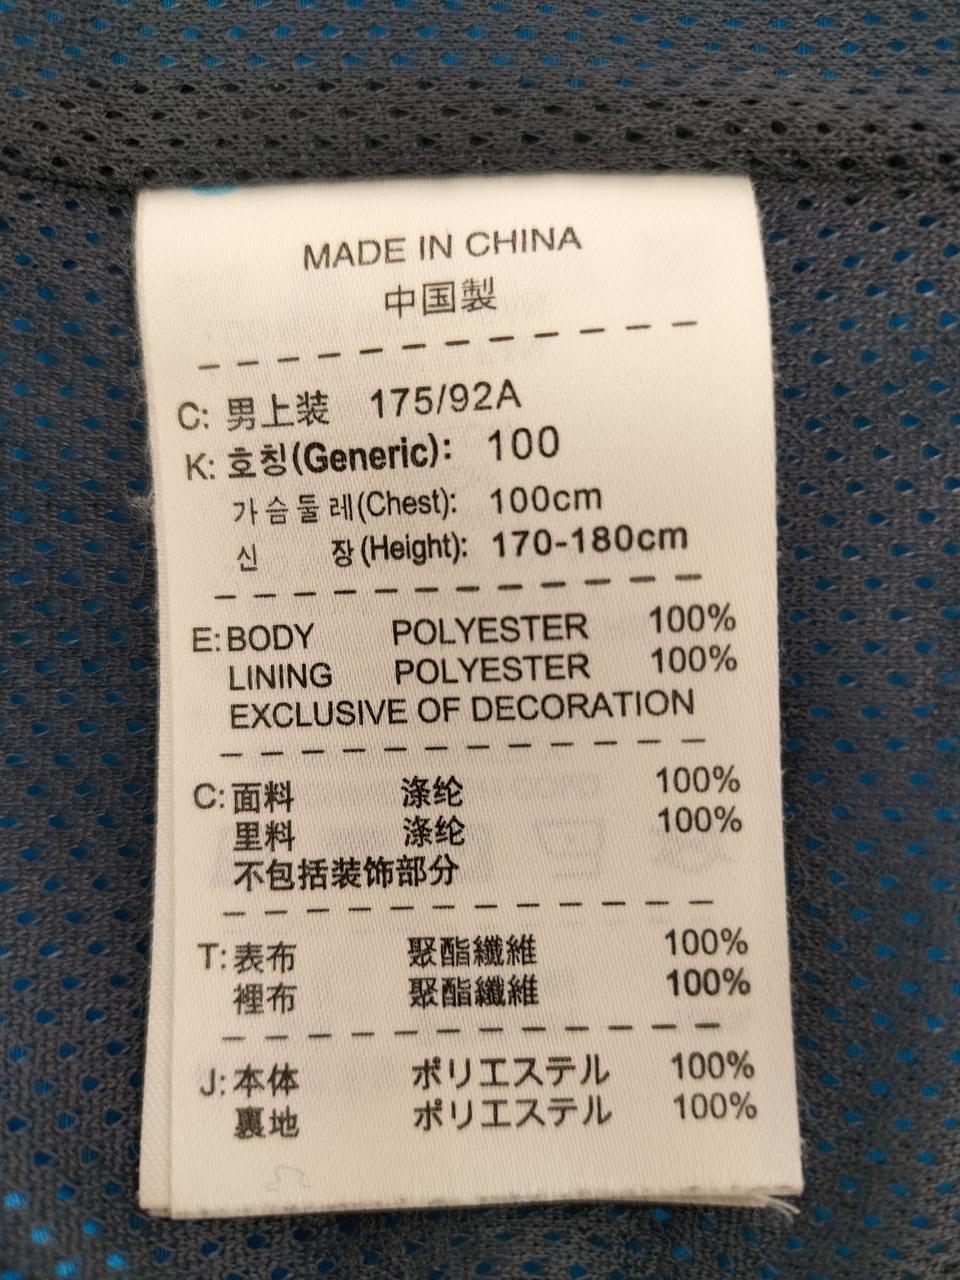 MADE IN CHINA
中国製
C: 男上装 175/92A
K: 호칭(Generic): 100
가슴둘레(Chest): 100cm
신 장(Height): 170-180cm
E: BODY POLYESTER 100%
LINING POLYESTER 100%
EXCLUSIVE OF DECORATION
C: 面料 涤纶 100%
里料 涤纶 100%
不包括装饰部分
T: 表布 聚酯纖維 100%
裡布 聚酯纖維 100%
J: 本体 ポリエステル 100%
裏地 ポリエステル 100%